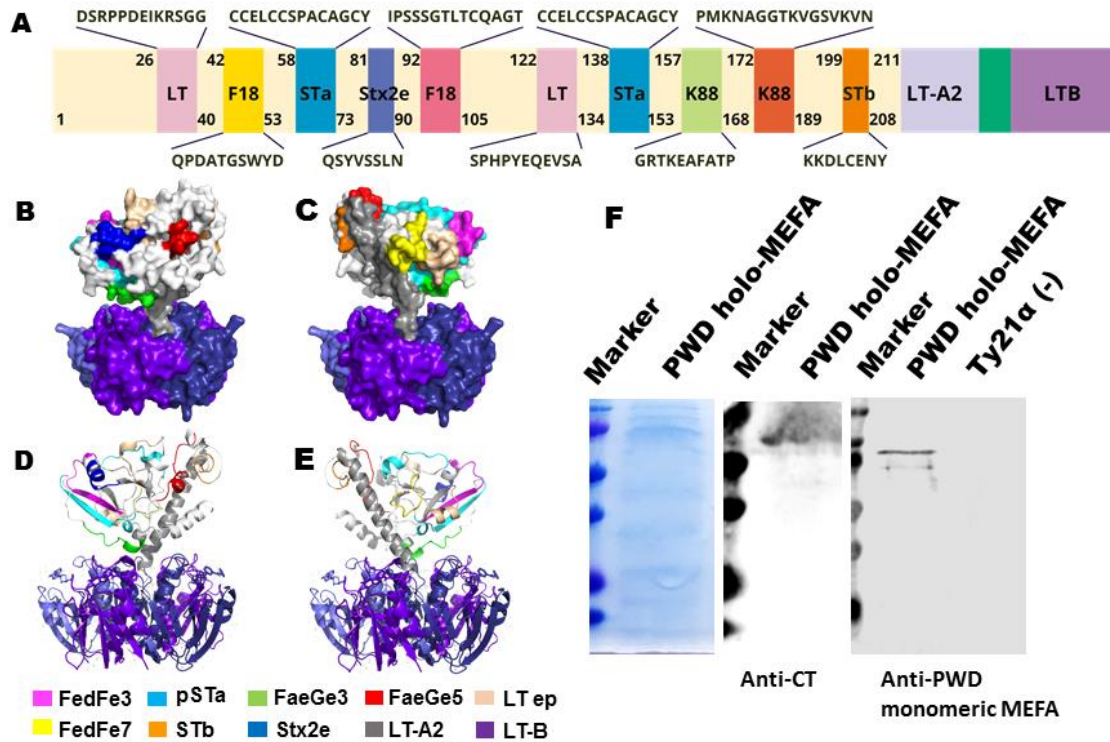 A
DSRPPDEIKRSGG CCELCCSPACAGCY IPSSSGTLTCQAGT CCELCCSPACAGCY PMKNAGGTKVGSVKVN
26 42 58 81 92 122 138 157 172 199 211
LT F18 STa Stx2e F18 LT STa K88 K88 STb LT-A2 LTB
1 40 53 73 90 105 134 153 168 189 208
QPDATGSWYD QSYVSSLN SPHPYEQEVSA GRTKEAFATP KKDLCENY
B
C
D
E
F
Marker
PWD holo-MEFA
Marker
PWD holo-MEFA
Marker
PWD holo-MEFA
Ty21α (-)
Anti-CT
Anti-PWD
monomeric MEFA
FedFe3 pSTa FaeGe3 FaeGe5 LT ep
FedFe7 STb Stx2e LT-A2 LT-B